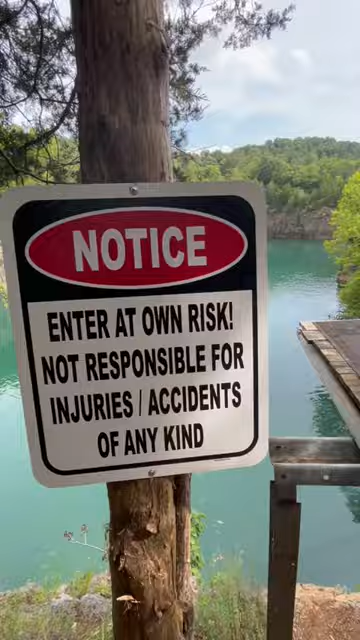 NOTICE
ENTER AT OWN RISK!
NOT RESPONSIBLE FOR
INJURIES / ACCIDENTS
OF ANY KIND